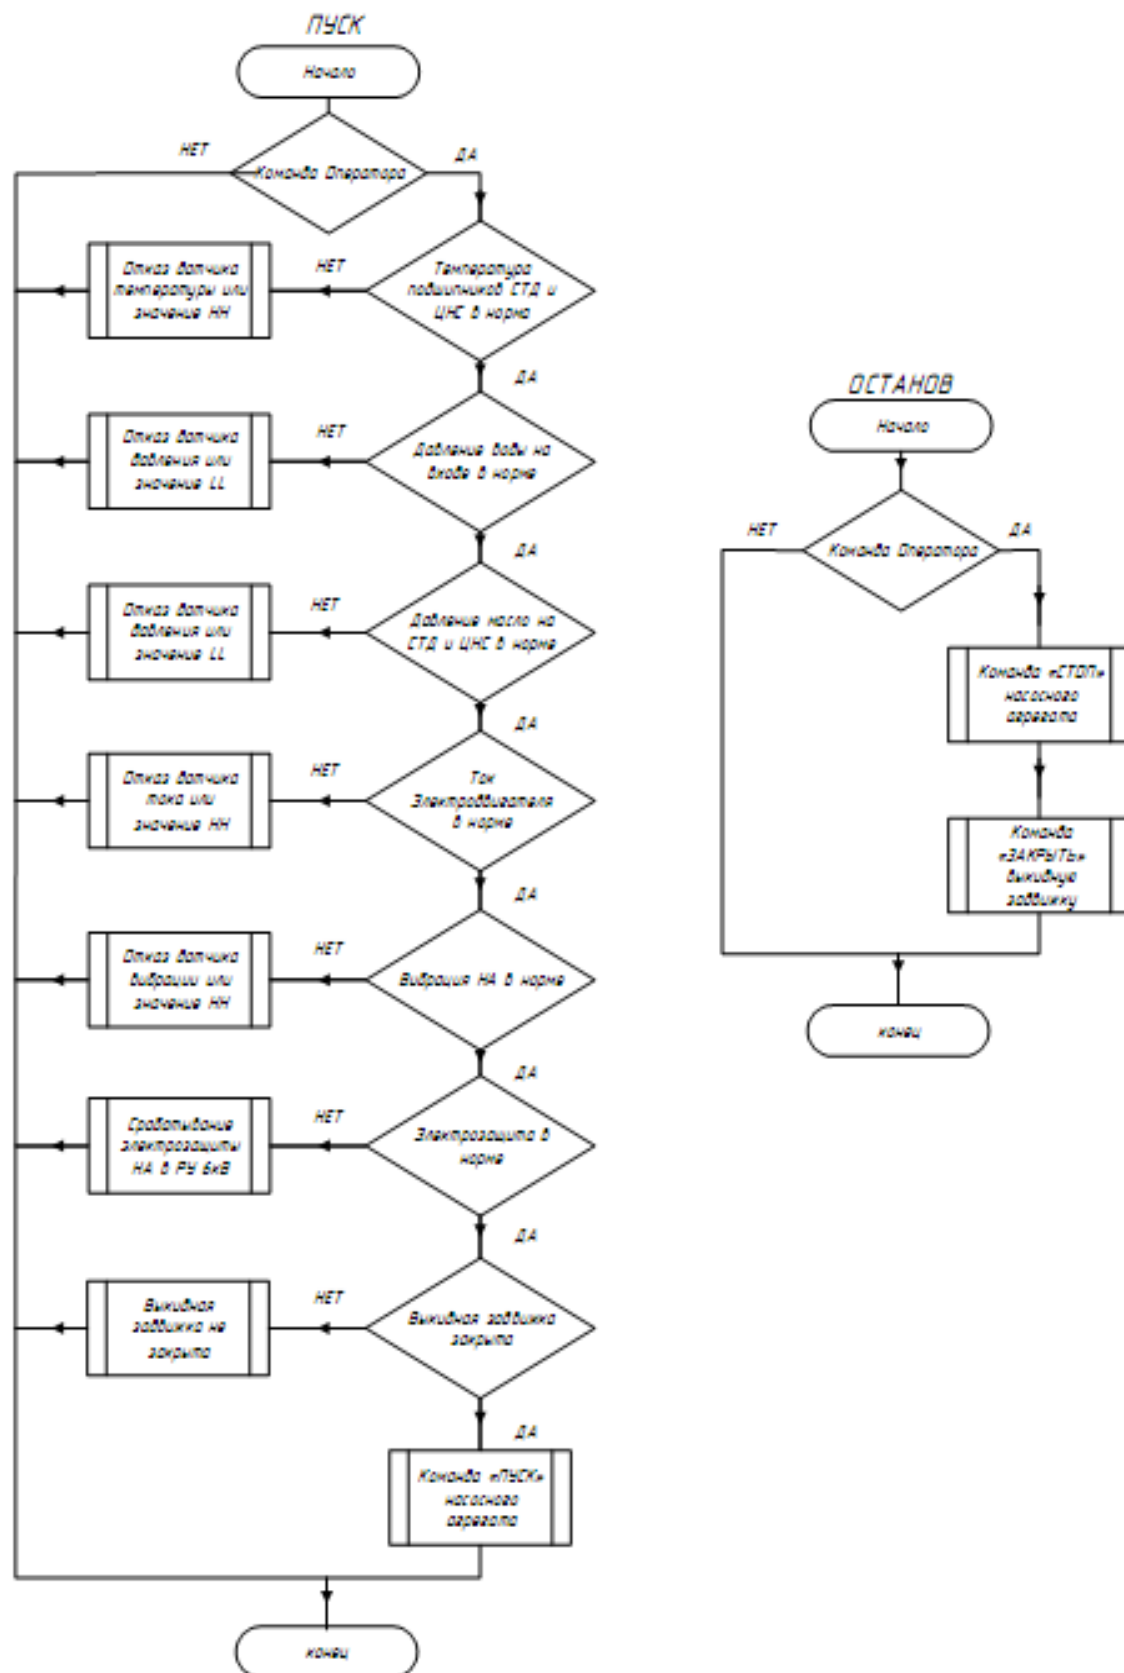 ПУСК
Начало
НЕТ
ДА
Команда Оператора
Отказ датчика
температуры или
значение НН
НЕТ
Температура
подшипников СТД и
ЦНС в норма
ДА
Отказ датчика
давления или
значение LL
НЕТ
Давление воды на
входе в норме
ДА
Отказ датчика
давления или
значение LL
НЕТ
Давление масла на
СТД и ЦНС в норме
ДА
Отказ датчика
тока или
значение НН
НЕТ
Ток
Электродвигателя
в норме
ДА
Отказ датчика
вибрации или
значение НН
НЕТ
Вибрация НА в норме
ДА
Срабатывание
электрозащиты
НА в РУ 6кВ
НЕТ
Электрозащита в
норме
ДА
Выкидная
задвижка не
закрыта
НЕТ
Выкидная задвижка
закрыта
ДА
Команда «ПУСК»
насосного
агрегата
конец
ОСТАНОВ
Начало
НЕТ
ДА
Команда Оператора
Команда «СТОП»
насосного
агрегата
Команда
«ЗАКРЫТЬ»
выкидную
задвижку
конец